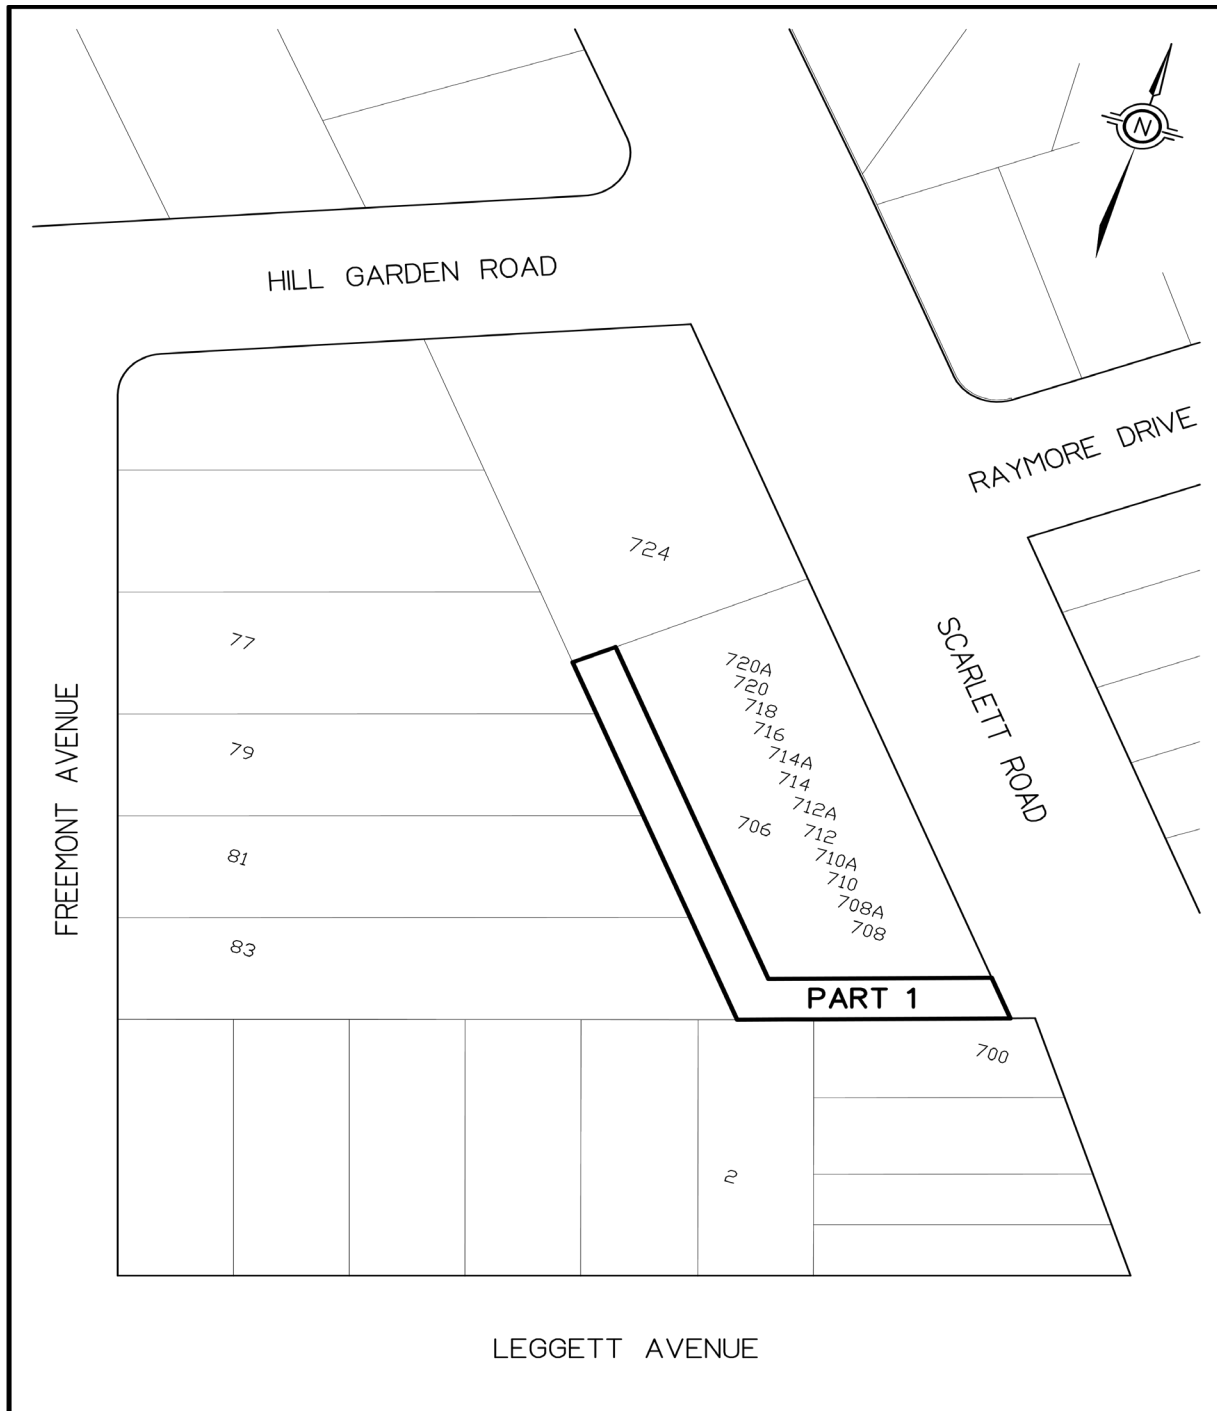 N
HILL GARDEN ROAD
RAYMORE DRIVE
724
SCARLETT ROAD
77
720A
720
718
716
714A
714
712A
712
710A
710
708A
708
706
FREEMONT AVENUE
79
81
83
PART 1
700
2
LEGGETT AVENUE